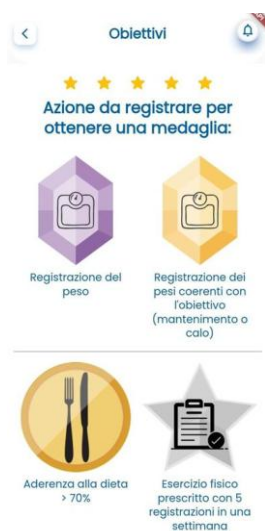 Obiettivi
Azione da registrare per
ottenere una medaglia:
Registrazione del
peso
Registrazione dei
pesi coerenti con
l'obiettivo
(mantenimento o
calo)
Aderenza alla dieta
> 70%
Esercizio fisico
prescritto con 5
registrazioni in una
settimana